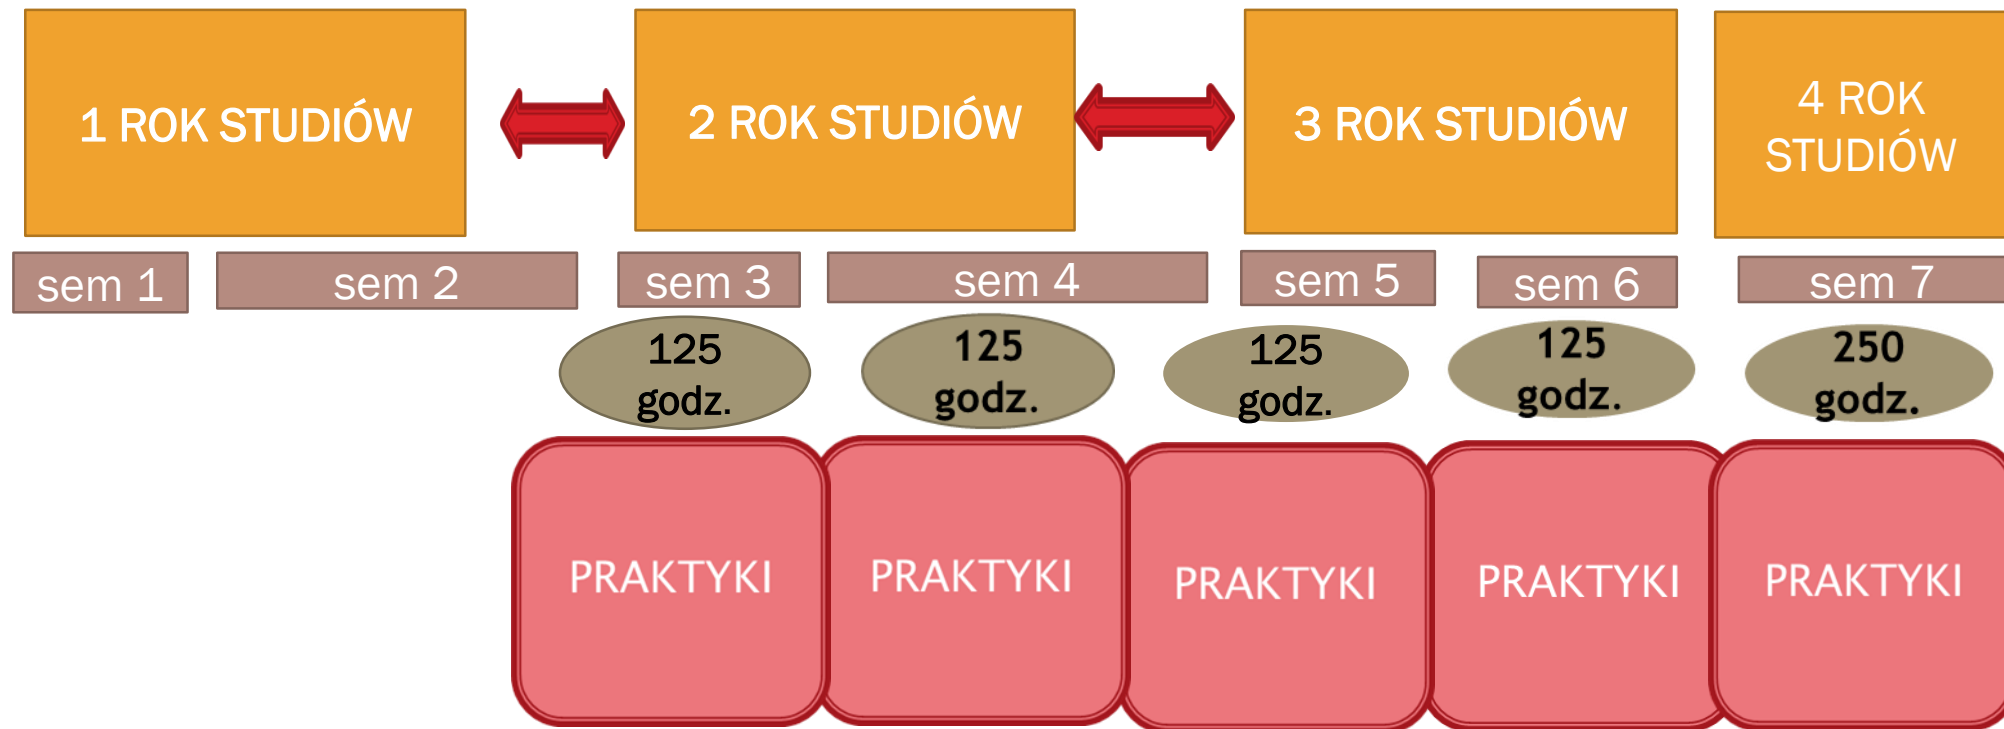 1 ROK STUDIÓW
2 ROK STUDIÓW
3 ROK STUDIÓW
4 ROK
STUDIÓW
sem 1
sem 2
sem 3
sem 4
sem 5
sem 6
sem 7
125
godz.
125
godz.
125
godz.
125
godz.
250
godz.
PRAKTYKI
PRAKTYKI
PRAKTYKI
PRAKTYKI
PRAKTYKI